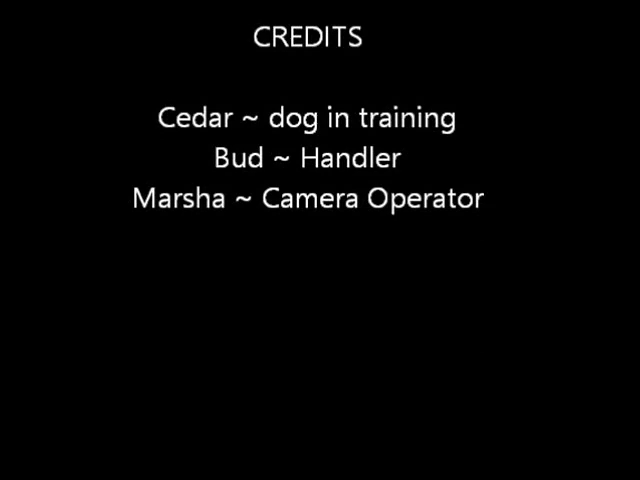 CREDITS
Cedar ~ dog in training
Bud ~ Handler
Marsha ~ Camera Operator